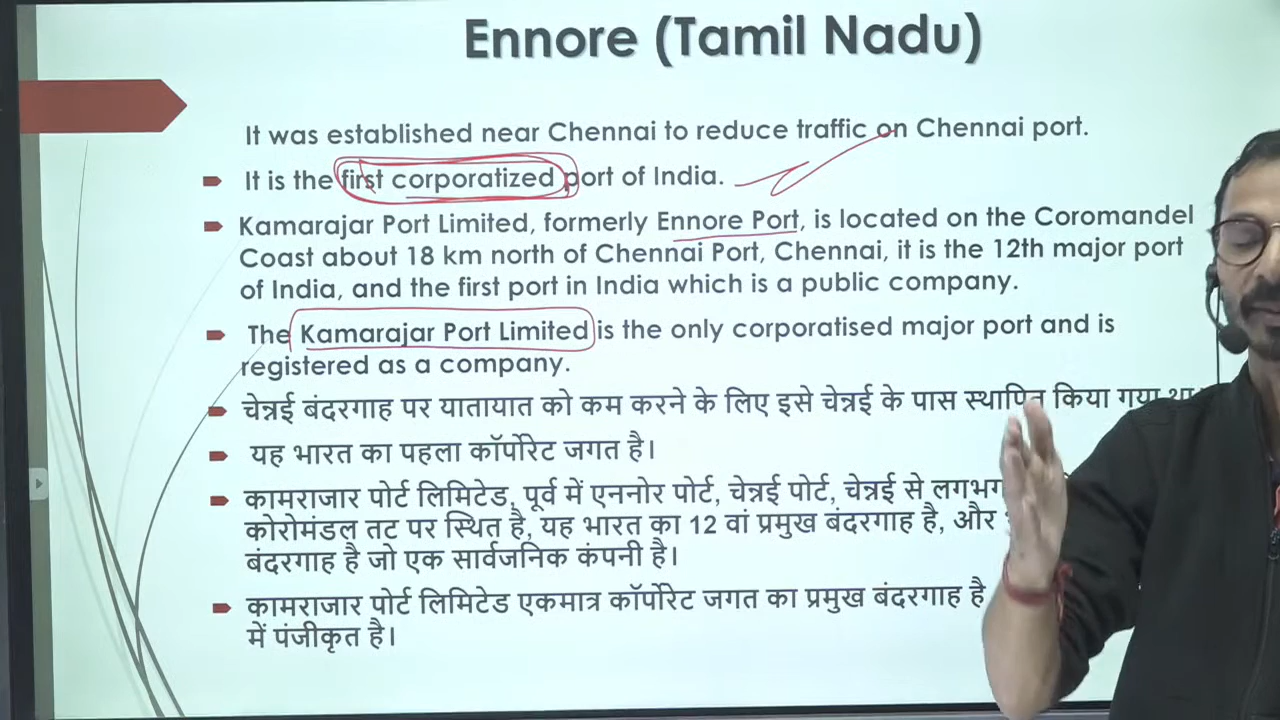 Ennore (Tamil Nadu)
It was established near Chennai to reduce traffic on Chennai port.
It is the first corporatized port of India.
Kamarajar Port Limited, formerly Ennore Port, is located on the Coromandel
Coast about 18 km north of Chennai Port, Chennai, it is the 12th major port
of India, and the first port in India which is a public company.
The Kamarajar Port Limited is the only corporatised major port and is
registered as a company.
चेन्नई बंदरगाह पर यातायात को कम करने के लिए इसे चेन्नई के पास स्थापित किया गया था
यह भारत का पहला कॉर्पोरेट जगत है।
कामराजार पोर्ट लिमिटेड, पूर्व में एननोर पोर्ट, चेन्नई पोर्ट, चेन्नई से लगभग
कोरोमंडल तट पर स्थित है, यह भारत का 12 वां प्रमुख बंदरगाह है, और
बंदरगाह है जो एक सार्वजनिक कंपनी है।
कामराजार पोर्ट लिमिटेड एकमात्र कॉर्पोरेट जगत का प्रमुख बंदरगाह है
में पंजीकृत है।